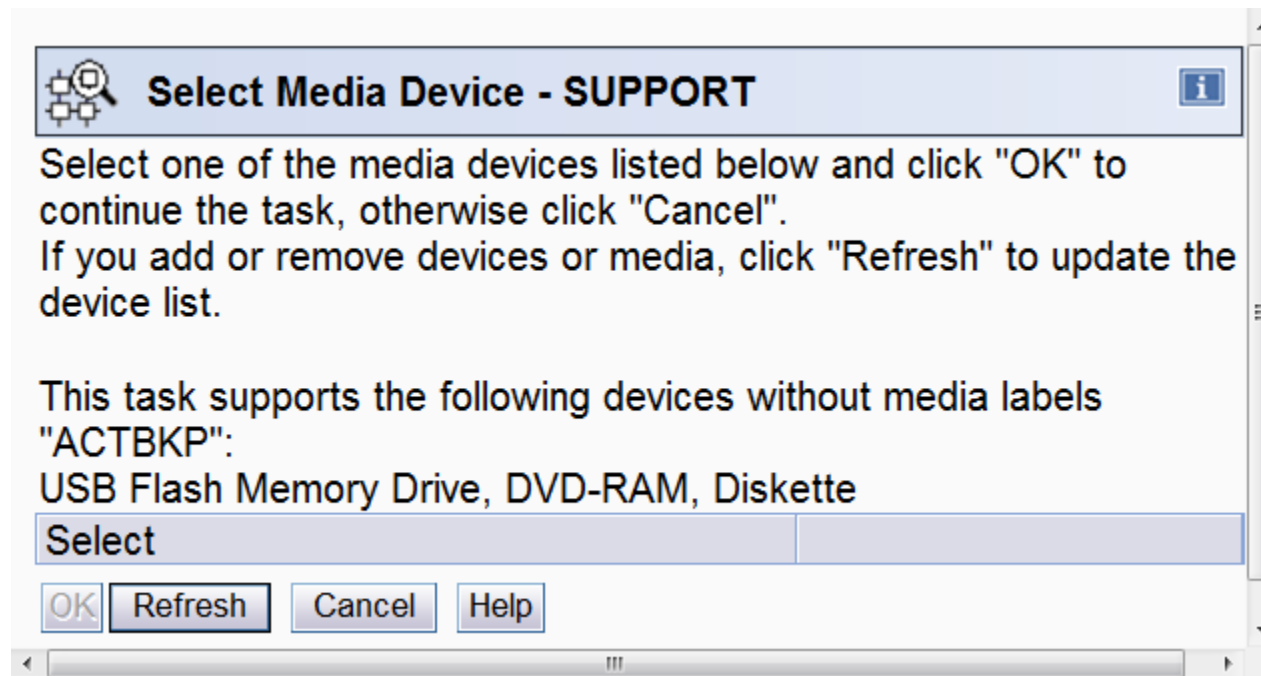 Select Media Device - SUPPORT
Select one of the media devices listed below and click "OK" to
continue the task, otherwise click "Cancel".
If you add or remove devices or media, click "Refresh" to update the
device list.
This task supports the following devices without media labels
"ACTBKP":
USB Flash Memory Drive, DVD-RAM, Diskette
Select
OK Refresh Cancel Help